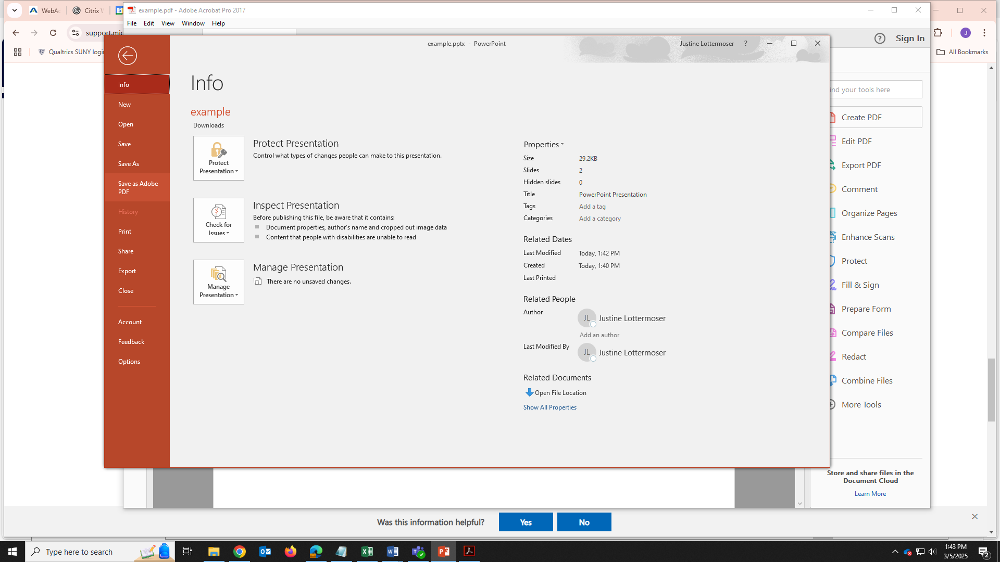 WebAc
Citrix W
example.pdf - Adobe Acrobat Pro 2017
File Edit View Window Help
support.mic
Sign In
Qualtrics SUNY login
All Bookmarks
example.pptx - PowerPoint
Justine Lottermoser ?
J
Info
New
Open
Save
Save As
Save as Adobe
PDF
History
Print
Share
Export
Close
Account
Feedback
Options
Info
example
Downloads
Protect
Presentation
Protect Presentation
Control what types of changes people can make to this presentation.
Check for
Issues
Inspect Presentation
Before publishing this file, be aware that it contains:
Document properties, author's name and cropped out image data
Content that people with disabilities are unable to read
Manage
Presentation
Manage Presentation
There are no unsaved changes.
Properties
Size 29.2KB
Slides 2
Hidden slides 0
Title PowerPoint Presentation
Tags Add a tag
Categories Add a category
Related Dates
Last Modified Today, 1:42 PM
Created Today, 1:40 PM
Last Printed
Related People
Author JL Justine Lottermoser
Add an author
Last Modified By JL Justine Lottermoser
Related Documents
Open File Location
Show All Properties
ind your tools here
Create PDF
Edit PDF
Export PDF
Comment
Organize Pages
Enhance Scans
Protect
Fill & Sign
Prepare Form
Compare Files
Redact
Combine Files
More Tools
Store and share files in the
Document Cloud
Learn More
Was this information helpful? Yes No
Type here to search
1:43 PM
3/5/2025
2